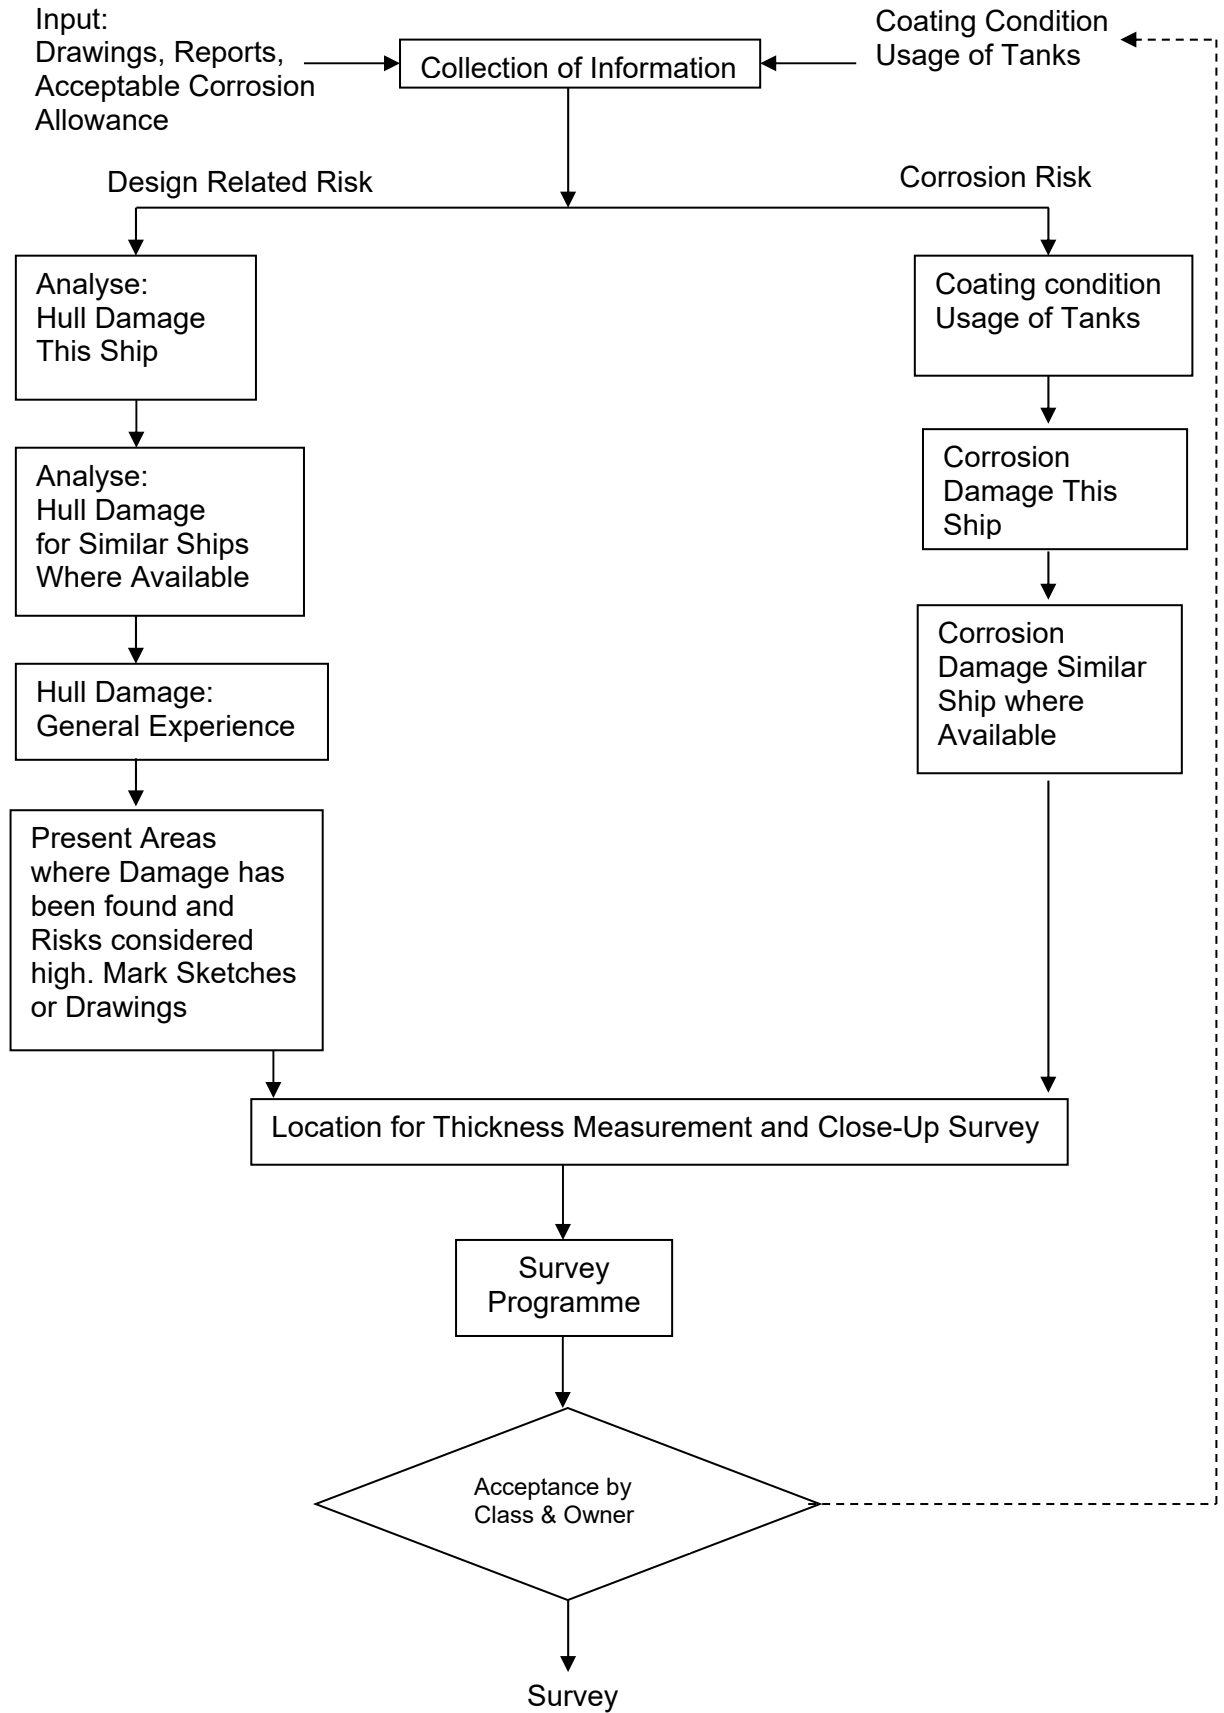 Input:
Drawings, Reports,
Acceptable Corrosion
Allowance
Collection of Information
Coating Condition
Usage of Tanks
Design Related Risk
Corrosion Risk
Analyse:
Hull Damage
This Ship
Analyse:
Hull Damage
for Similar Ships
Where Available
Hull Damage:
General Experience
Present Areas
where Damage has
been found and
Risks considered
high. Mark Sketches
or Drawings
Coating condition
Usage of Tanks
Corrosion
Damage This
Ship
Corrosion
Damage Similar
Ship where
Available
Location for Thickness Measurement and Close-Up Survey
Survey
Programme
Acceptance by
Class & Owner
Survey